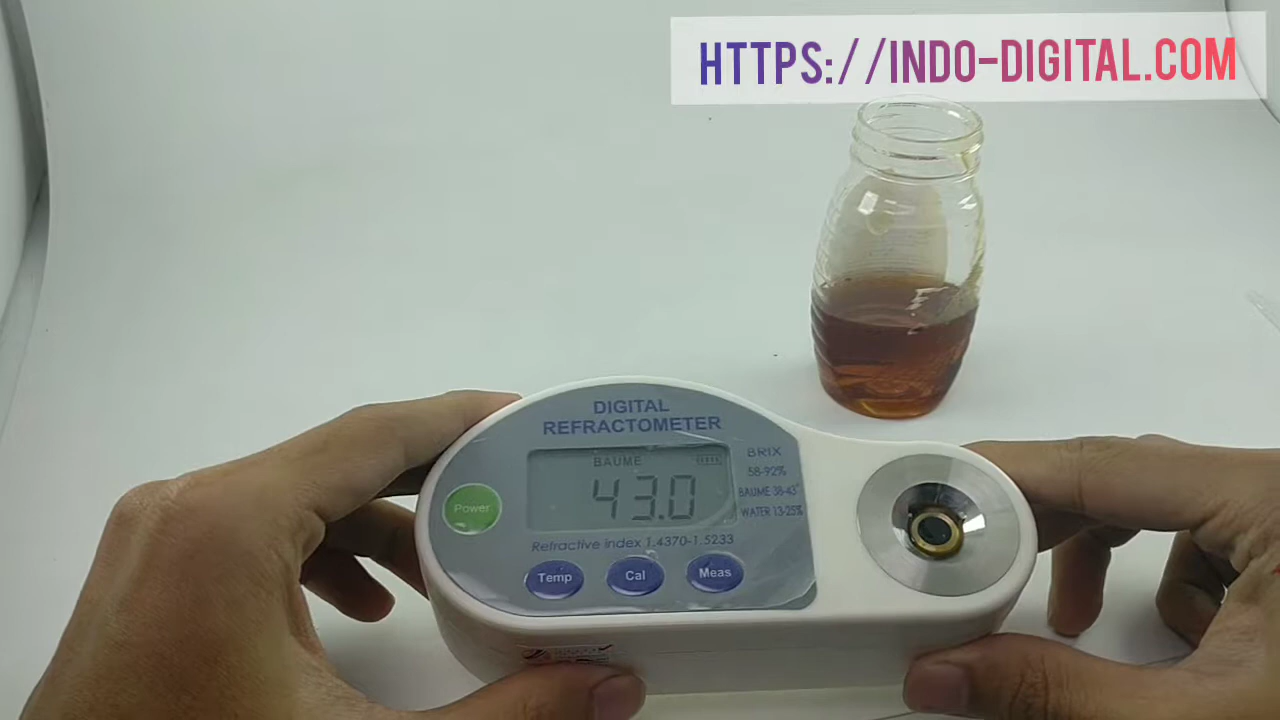 HTTPS://INDO-DIGITAL.COM
DIGITAL
REFRACTOMETER
BAUME
43.0
BRIX
58-92%
BAUME 38-43°
WATER 13-25%
Power
Refractive index 1.4370-1.5233
Temp
Cal
Meas